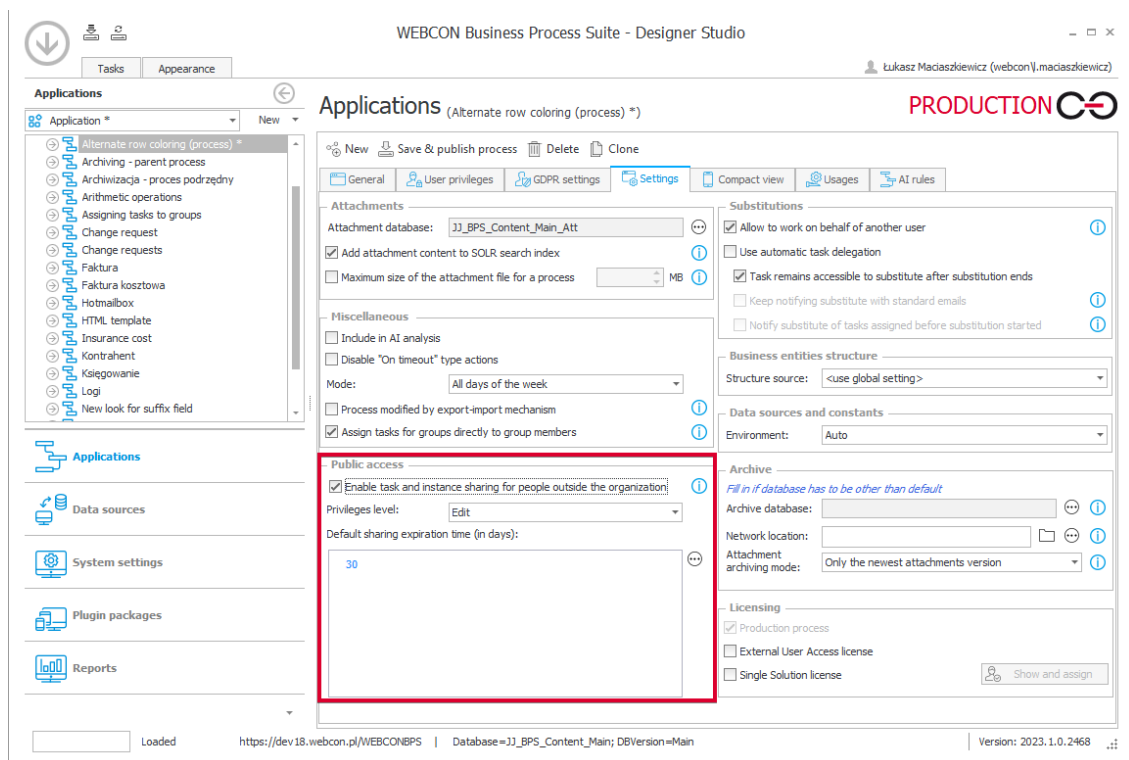 WEBCON Business Process Suite - Designer Studio
Tasks Appearance
Łukasz Maciaszkiewicz (webcon\l.maciaszkiewicz)
Applications
Application * New
Alternate row coloring (process) *
Archiving - parent process
Archiwizacja - proces podrzędny
Arithmetic operations
Assigning tasks to groups
Change request
Change requests
Faktura
Faktura kosztowa
Hotmailbox
HTML template
Insurance cost
Kontrahent
Księgowanie
Logi
New look for suffix field
Applications
Data sources
System settings
Plugin packages
Reports
Applications (Alternate row coloring (process) *)
PRODUCTION
New Save & publish process Delete Clone
General User privileges GDPR settings Settings Compact view Usages AI rules
Attachments
Attachment database: JJ_BPS_Content_Main_Att
Add attachment content to SOLR search index
Maximum size of the attachment file for a process MB
Miscellaneous
Include in AI analysis
Disable "On timeout" type actions
Mode: All days of the week
Process modified by export-import mechanism
Assign tasks for groups directly to group members
Public access
Enable task and instance sharing for people outside the organization
Privileges level: Edit
Default sharing expiration time (in days):
30
Substitutions
Allow to work on behalf of another user
Use automatic task delegation
Task remains accessible to substitute after substitution ends
Keep notifying substitute with standard emails
Notify substitute of tasks assigned before substitution started
Business entities structure
Structure source: <use global setting>
Data sources and constants
Environment: Auto
Archive
Fill in if database has to be other than default
Archive database:
Network location:
Attachment
archiving mode: Only the newest attachments version
Licensing
Production process
External User Access license
Single Solution license Show and assign
Loaded https://dev18.webcon.pl/WEBCONBPS | Database=JJ_BPS_Content_Main; DBVersion=Main Version: 2023.1.0.2468